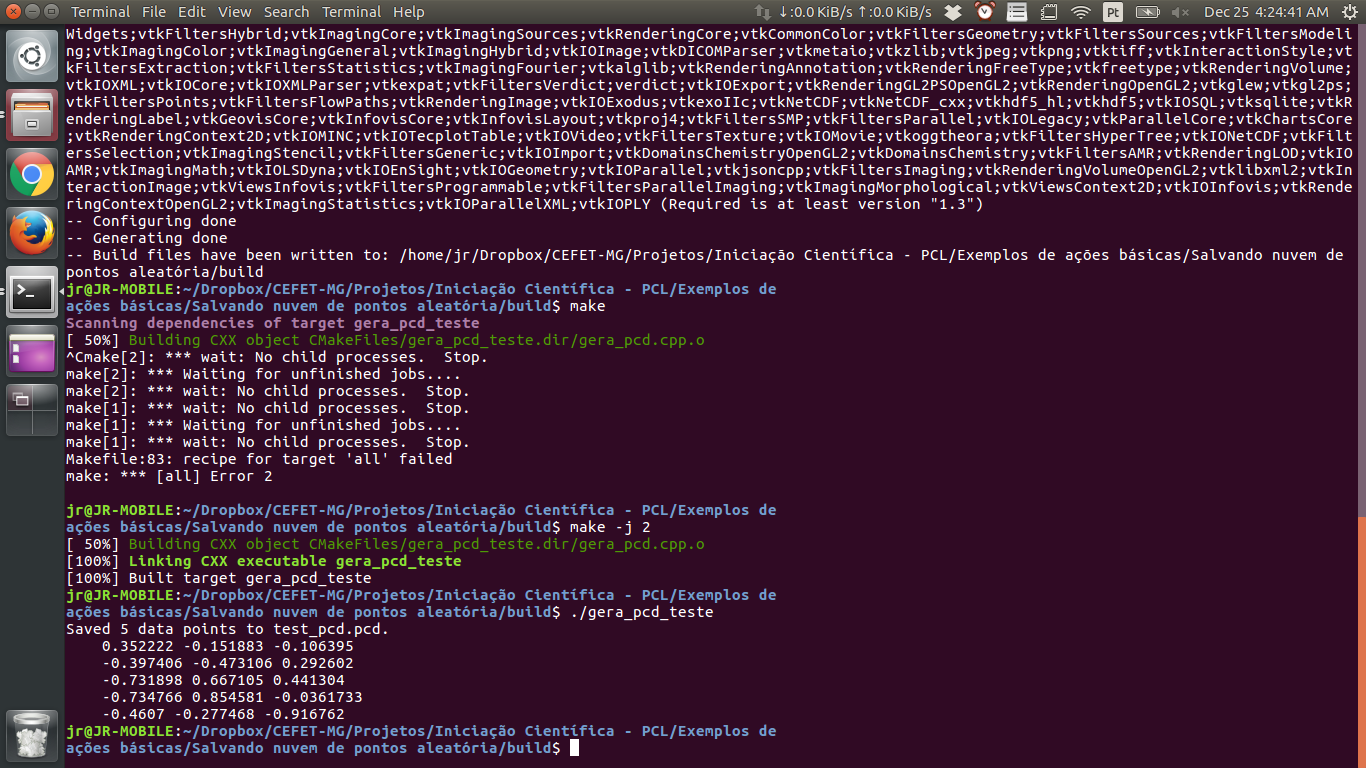 Terminal File Edit View Search Terminal Help ↓:0.0 KiB/s ↑:0.0 KiB/s Pt Dec 25 4:24:41 AM
Widgets;vtkFiltersHybrid;vtkImagingCore;vtkImagingSources;vtkRenderingCore;vtkCommonColor;vtkFiltersGeometry;vtkFiltersSources;vtkFiltersModeli
ng;vtkImagingColor;vtkImagingGeneral;vtkImagingHybrid;vtkIOImage;vtkDICOMParser;vtkmetaio;vtkzlib;vtkjpeg;vtkpng;vtktiff;vtkInteractionStyle;vt
kFiltersExtraction;vtkFiltersStatistics;vtkImagingFourier;vtkalglib;vtkRenderingAnnotation;vtkRenderingFreeType;vtkfreetype;vtkRenderingVolume;
vtkIOXML;vtkIOCore;vtkIOXMLParser;vtkexpat;vtkFiltersVerdict;verdict;vtkIOExport;vtkRenderingGL2PSOpenGL2;vtkRenderingOpenGL2;vtkglew;vtkgl2ps;
vtkFiltersPoints;vtkFiltersFlowPaths;vtkRenderingImage;vtkIOExodus;vtkexoIIc;vtkNetCDF;vtkNetCDF_cxx;vtkhdf5_hl;vtkhdf5;vtkIOSQL;vtksqlite;vtkR
enderingLabel;vtkGeovisCore;vtkInfovisCore;vtkInfovisLayout;vtkproj4;vtkFiltersSMP;vtkFiltersParallel;vtkIOLegacy;vtkParallelCore;vtkChartsCore
;vtkRenderingContext2D;vtkIOMINC;vtkIOTecplotTable;vtkIOVideo;vtkFiltersTexture;vtkIOMovie;vtkoggtheora;vtkFiltersHyperTree;vtkIONetCDF;vtkFilt
ersSelection;vtkImagingStencil;vtkFiltersGeneric;vtkIOImport;vtkDomainsChemistryOpenGL2;vtkDomainsChemistry;vtkFiltersAMR;vtkRenderingLOD;vtkIO
AMR;vtkImagingMath;vtkIOLSDyna;vtkIOEnSight;vtkIOGeometry;vtkIOParallel;vtkjsoncpp;vtkFiltersImaging;vtkRenderingVolumeOpenGL2;vtklibxml2;vtkIn
teractionImage;vtkViewsInfovis;vtkFiltersProgrammable;vtkFiltersParallelImaging;vtkImagingMorphological;vtkViewsContext2D;vtkIOInfovis;vtkRende
ringContextOpenGL2;vtkImagingStatistics;vtkIOParallelXML;vtkIOPLY (Required is at least version "1.3")
-- Configuring done
-- Generating done
-- Build files have been written to: /home/jr/Dropbox/CEFET-MG/Projetos/Iniciação Científica - PCL/Exemplos de ações básicas/Salvando nuvem de
pontos aleatória/build
jr@JR-MOBILE:~/Dropbox/CEFET-MG/Projetos/Iniciação Científica - PCL/Exemplos de
ações básicas/Salvando nuvem de pontos aleatória/build$ make
Scanning dependencies of target gera_pcd_teste
[ 50%] Building CXX object CMakeFiles/gera_pcd_teste.dir/gera_pcd.cpp.o
^Cmake[2]: *** wait: No child processes.  Stop.
make[2]: *** Waiting for unfinished jobs....
make[2]: *** wait: No child processes.  Stop.
make[1]: *** wait: No child processes.  Stop.
make[1]: *** Waiting for unfinished jobs....
make[1]: *** wait: No child processes.  Stop.
Makefile:83: recipe for target 'all' failed
make: *** [all] Error 2
jr@JR-MOBILE:~/Dropbox/CEFET-MG/Projetos/Iniciação Científica - PCL/Exemplos de
ações básicas/Salvando nuvem de pontos aleatória/build$ make -j 2
[ 50%] Building CXX object CMakeFiles/gera_pcd_teste.dir/gera_pcd.cpp.o
[100%] Linking CXX executable gera_pcd_teste
[100%] Built target gera_pcd_teste
jr@JR-MOBILE:~/Dropbox/CEFET-MG/Projetos/Iniciação Científica - PCL/Exemplos de
ações básicas/Salvando nuvem de pontos aleatória/build$ ./gera_pcd_teste
Saved 5 data points to test_pcd.pcd.
    0.352222 -0.151883 -0.106395
    -0.397406 -0.473106 0.292602
    -0.731898 0.667105 0.441304
    -0.734766 0.854581 -0.0361733
    -0.4607 -0.277468 -0.916762
jr@JR-MOBILE:~/Dropbox/CEFET-MG/Projetos/Iniciação Científica - PCL/Exemplos de
ações básicas/Salvando nuvem de pontos aleatória/build$